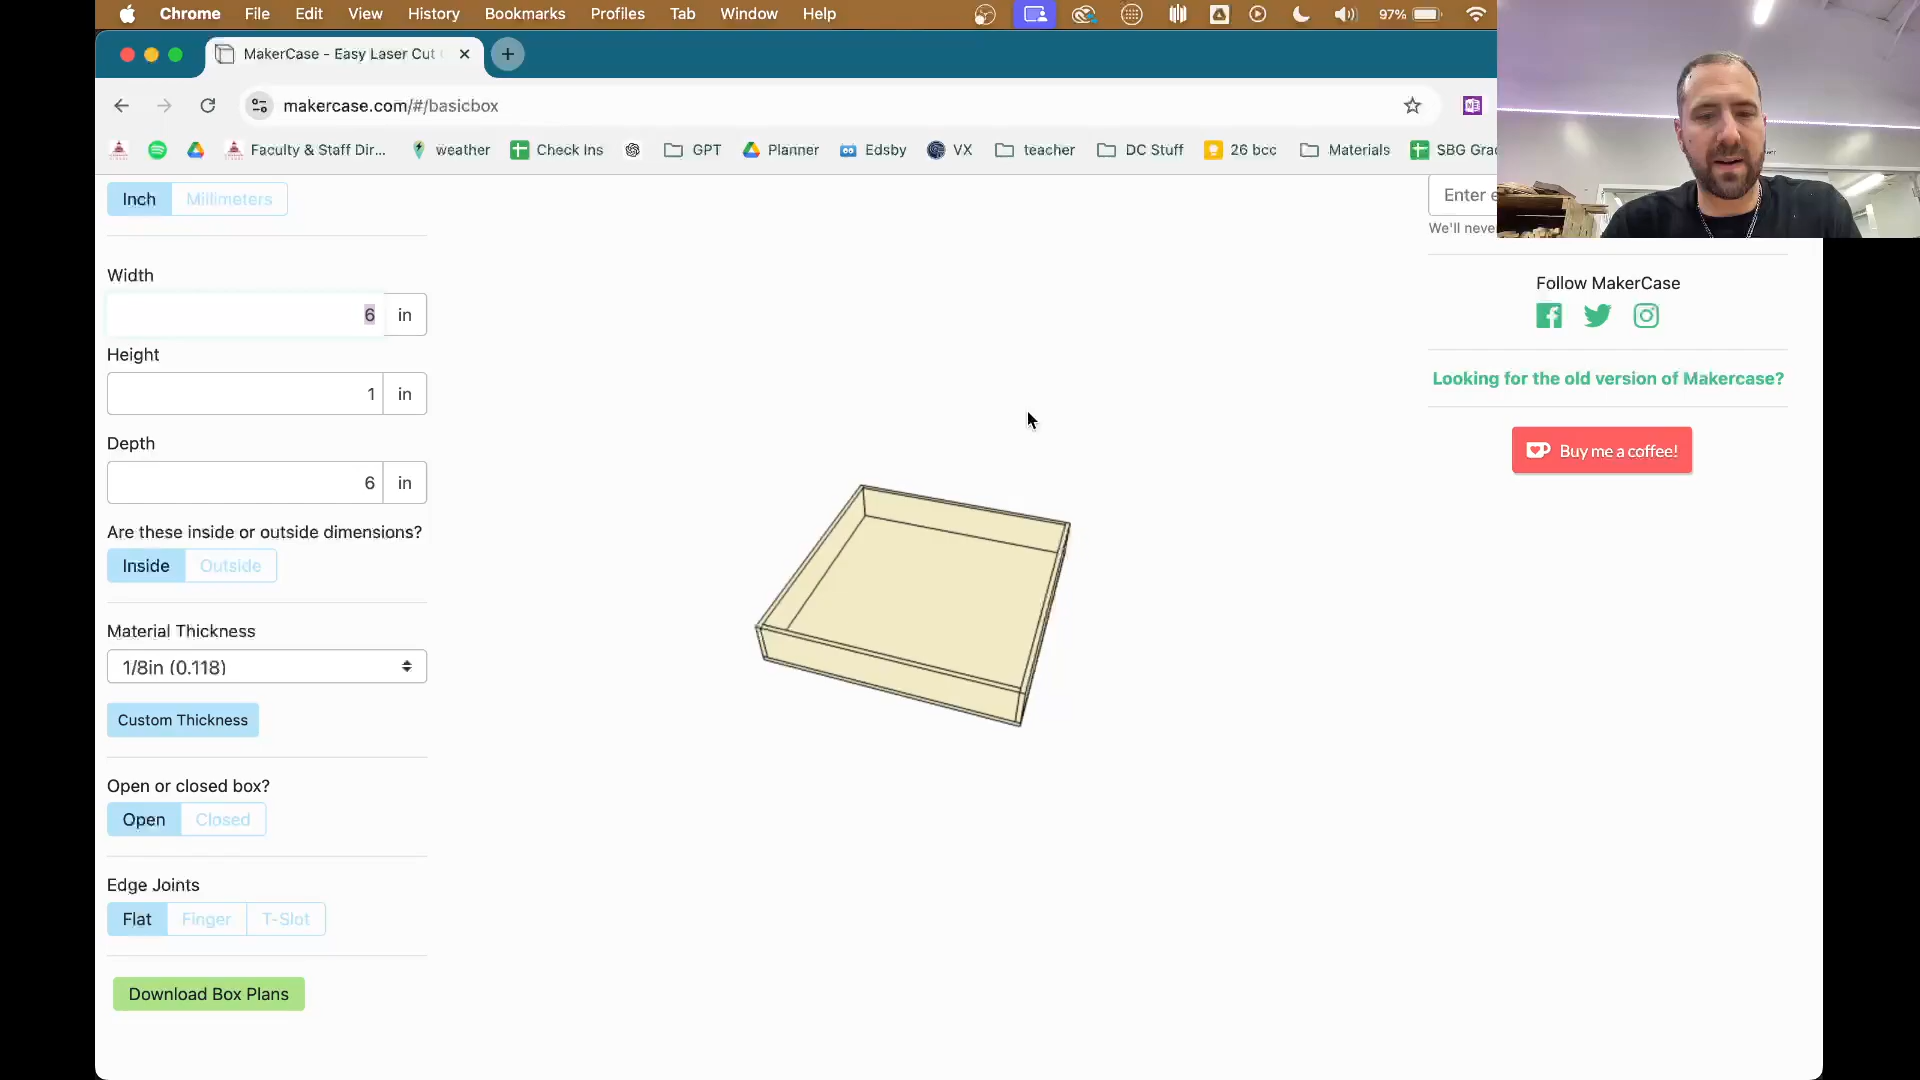 Chrome File Edit View History Bookmarks Profiles Tab Window Help 97%
MakerCase - Easy Laser Cut
makercase.com/#/basicbox
Faculty & Staff Dir... weather Check Ins GPT Planner Edsby VX teacher DC Stuff 26 bcc Materials SBG Grad
Inch Millimeters
Enter e
We'll neve
Width
6 in
Height
1 in
Depth
6 in
Are these inside or outside dimensions?
Inside Outside
Material Thickness
1/8in (0.118)
Custom Thickness
Open or closed box?
Open Closed
Edge Joints
Flat Finger T-Slot
Download Box Plans
Follow MakerCase
Looking for the old version of Makercase?
Buy me a coffee!